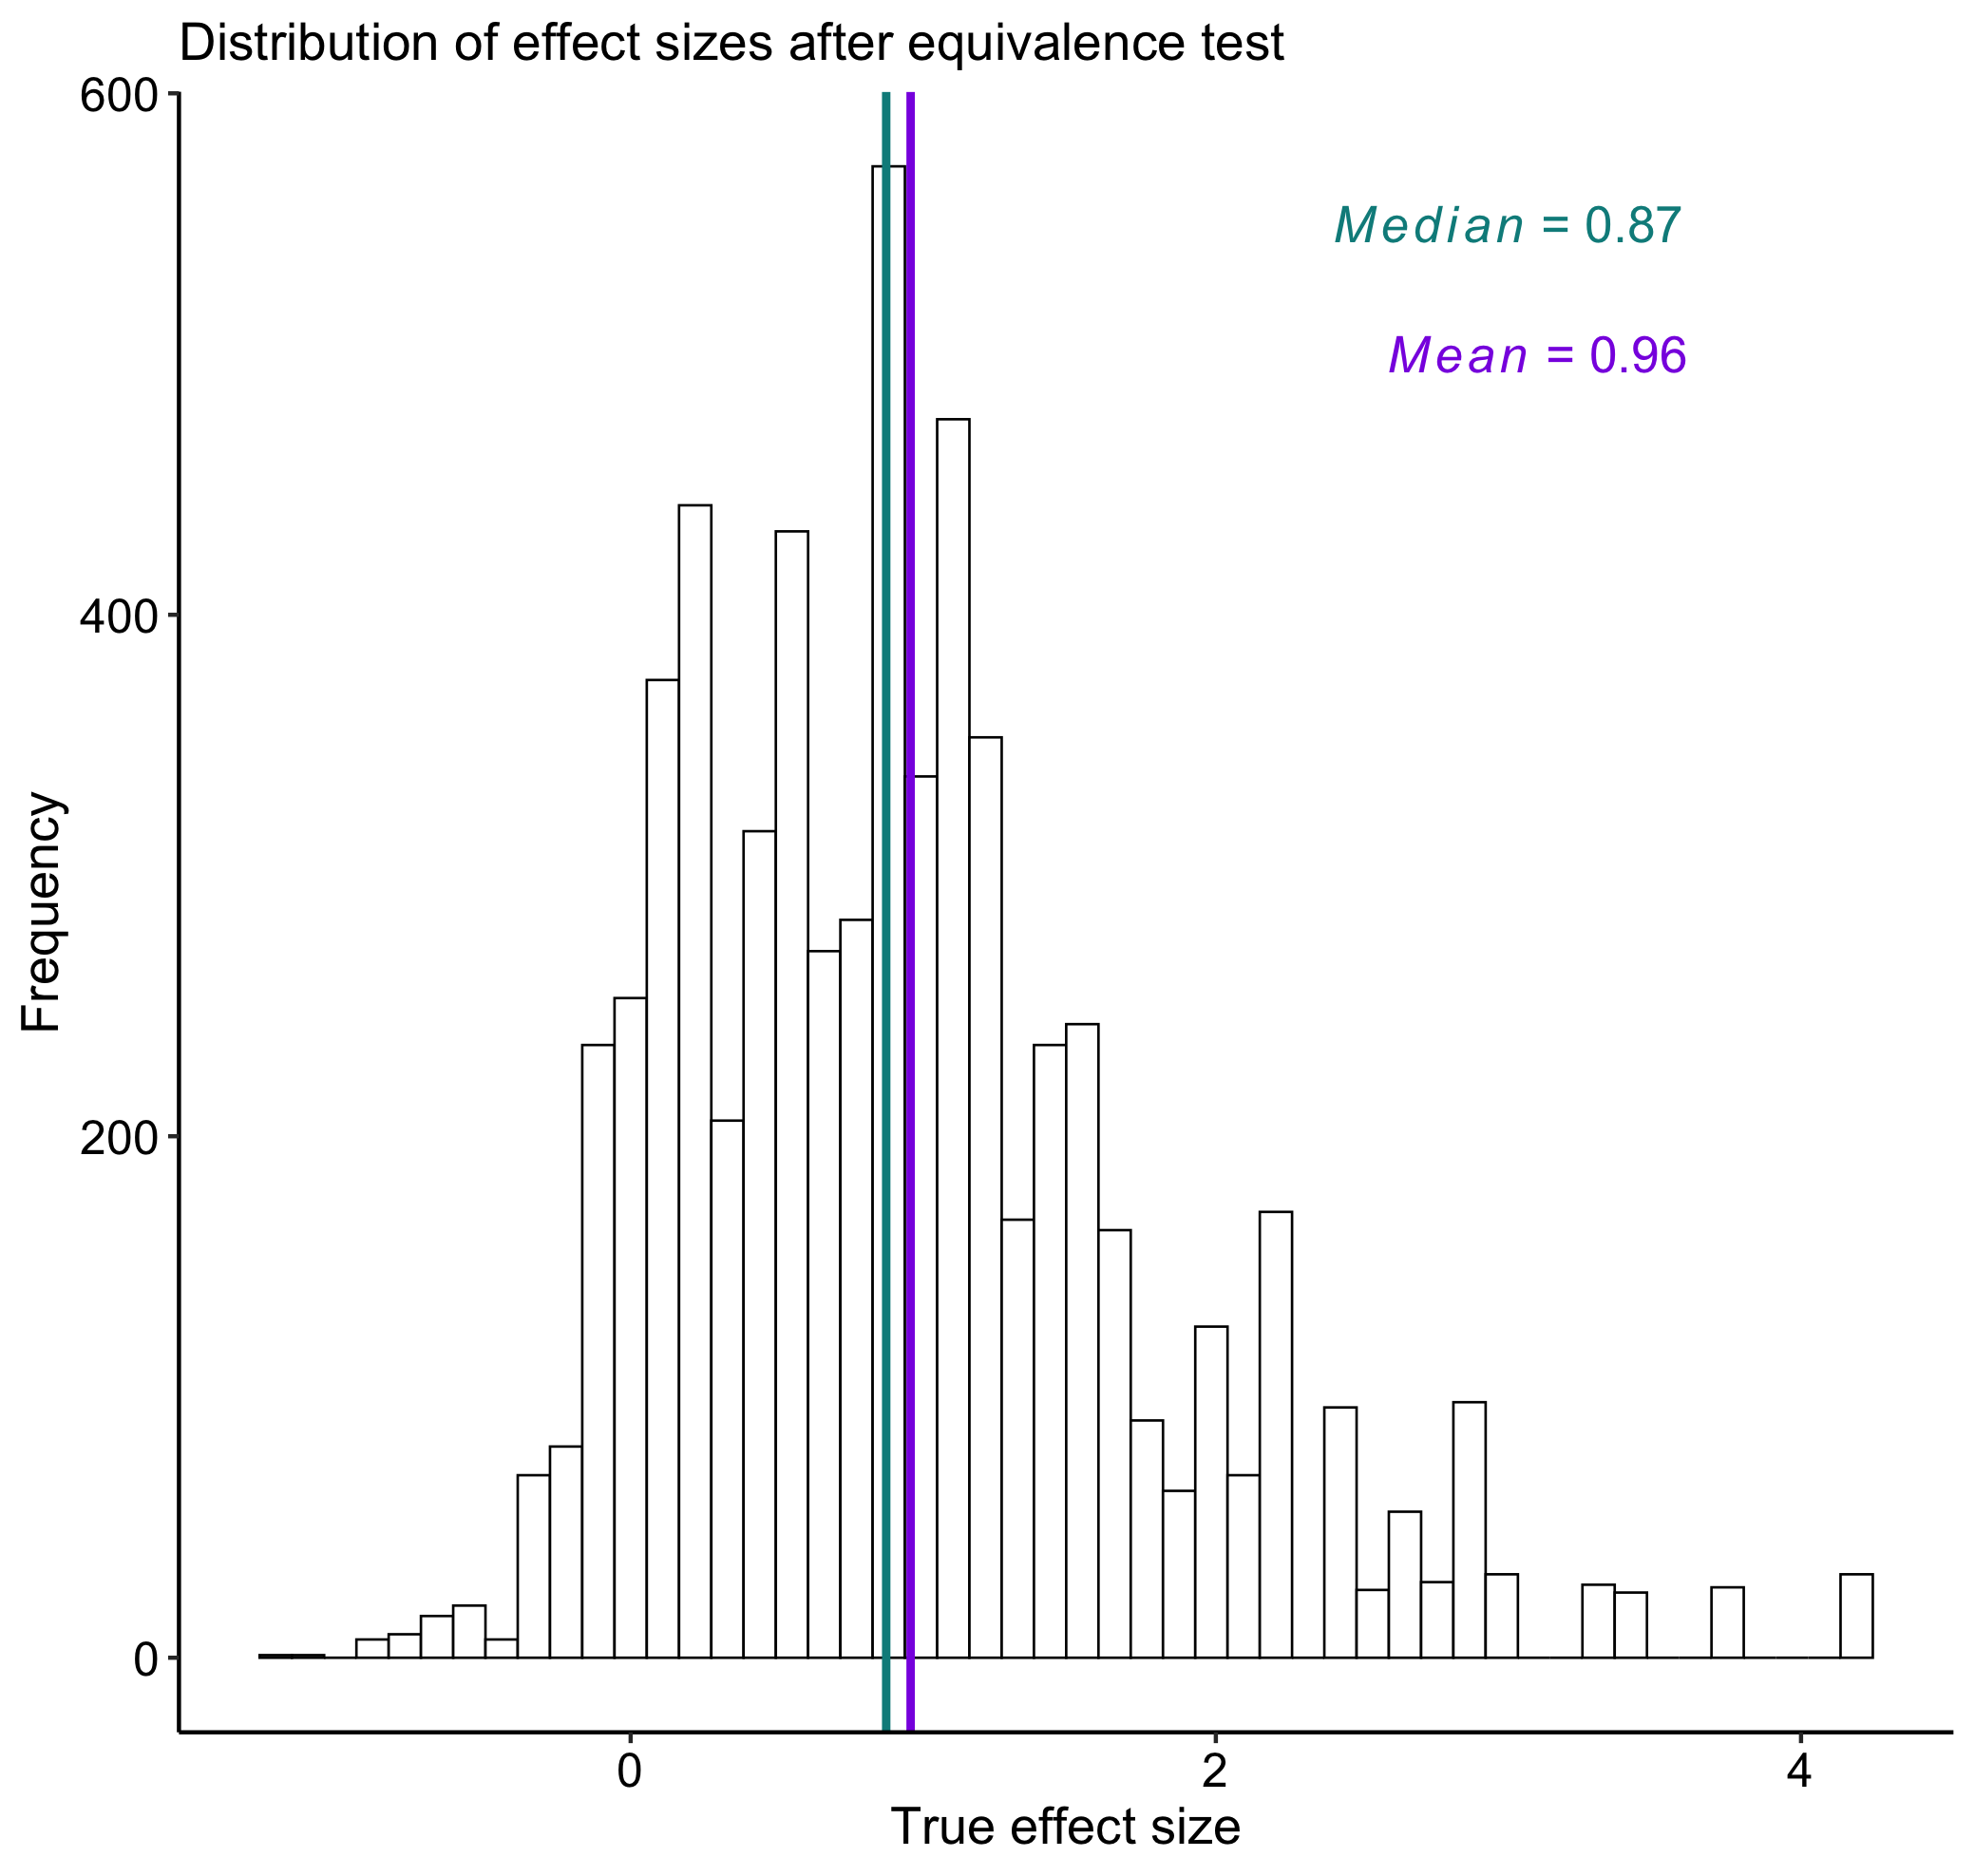 Distribution of effect sizes after equivalence test
600
400
200
0
Frequency
Median = 0.87
Mean = 0.96
0 2 4
True effect size